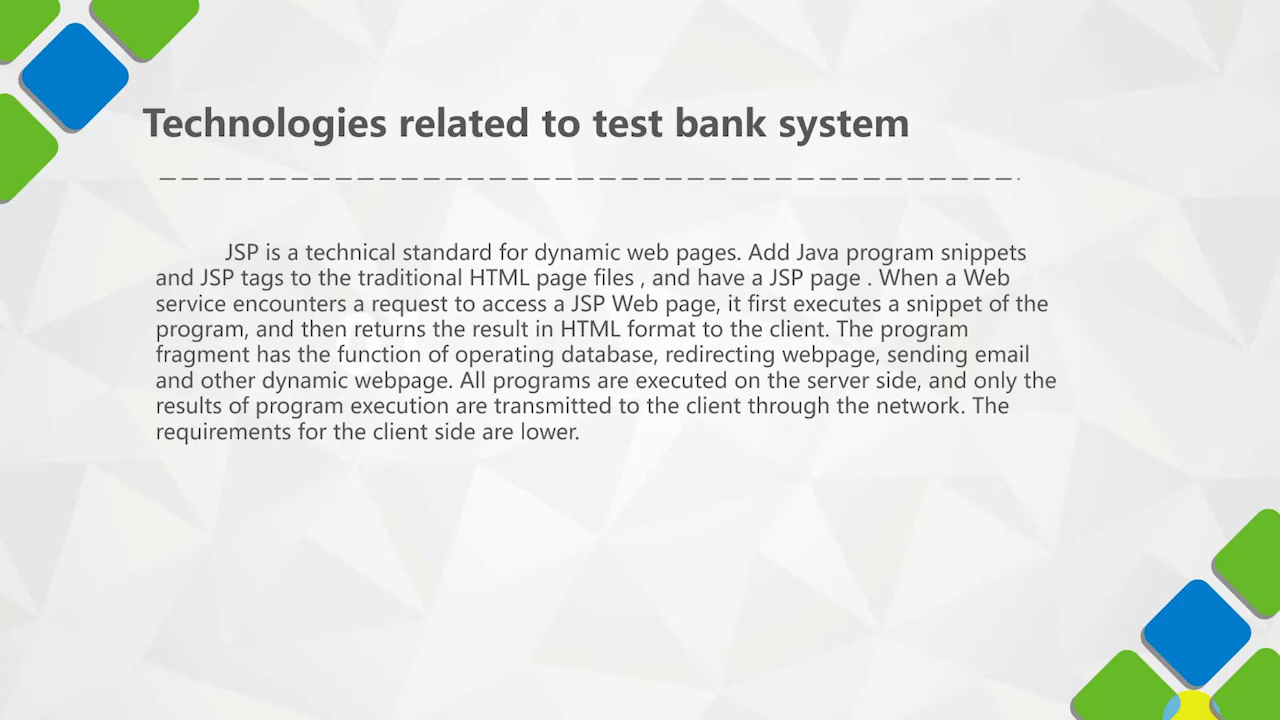 Technologies related to test bank system
JSP is a technical standard for dynamic web pages. Add Java program snippets
and JSP tags to the traditional HTML page files , and have a JSP page . When a Web
service encounters a request to access a JSP Web page, it first executes a snippet of the
program, and then returns the result in HTML format to the client. The program
fragment has the function of operating database, redirecting webpage, sending email
and other dynamic webpage. All programs are executed on the server side, and only the
results of program execution are transmitted to the client through the network. The
requirements for the client side are lower.